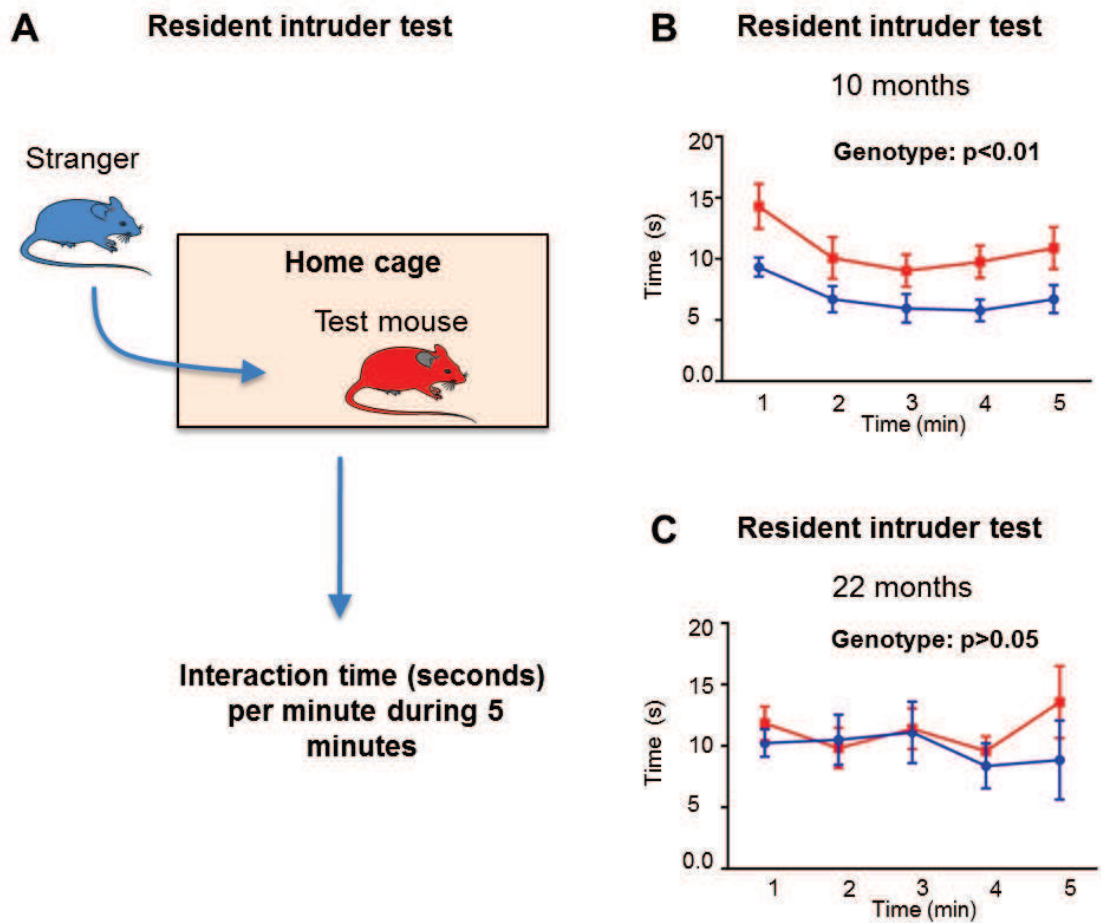 A
Resident intruder test
Stranger
Home cage
Test mouse
Interaction time (seconds)
per minute during 5
minutes
B
Resident intruder test
10 months
Genotype: p<0.01
20
15
10
5
0.0
Time (s)
1 2 3 4 5
Time (min)
C
Resident intruder test
22 months
Genotype: p>0.05
20
15
10
5
0.0
Time (s)
1 2 3 4 5
Time (min)